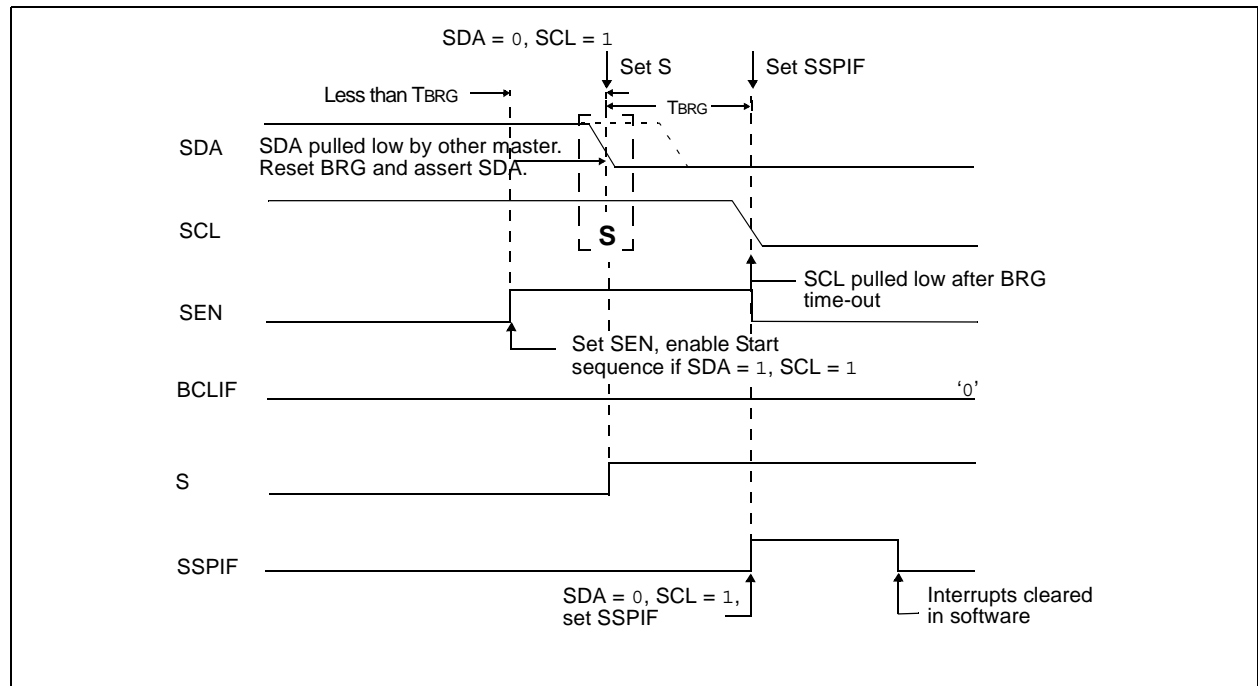 SDA = 0, SCL = 1
Set S
Set SSPIF
Less than TBRG
TBRG
SDA
SDA pulled low by other master.
Reset BRG and assert SDA.
SCL
S
SCL pulled low after BRG
time-out
SEN
Set SEN, enable Start
sequence if SDA = 1, SCL = 1
BCLIF
‘0’
S
SSPIF
SDA = 0, SCL = 1,
set SSPIF
Interrupts cleared
in software